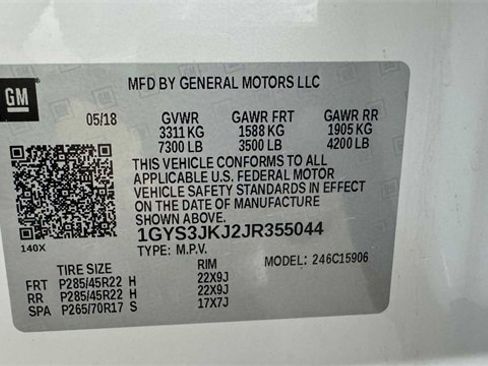 GM
MFD BY GENERAL MOTORS LLC
05/18 GVWR GAWR FRT GAWR RR
3311 KG 1588 KG 1905 KG
7300 LB 3500 LB 4200 LB
THIS VEHICLE CONFORMS TO ALL
APPLICABLE U.S. FEDERAL MOTOR
VEHICLE SAFETY STANDARDS IN EFFECT
ON THE DATE OF MANUFACTURE
SHOWN ABOVE.
140X 1GYS3JKJ2JR355044
TYPE: M.P.V. MODEL: 246C15906
TIRE SIZE RIM
FRT P285/45R22 H 22X9J
RR P285/45R22 H 22X9J
SPA P265/70R17 S 17X7J